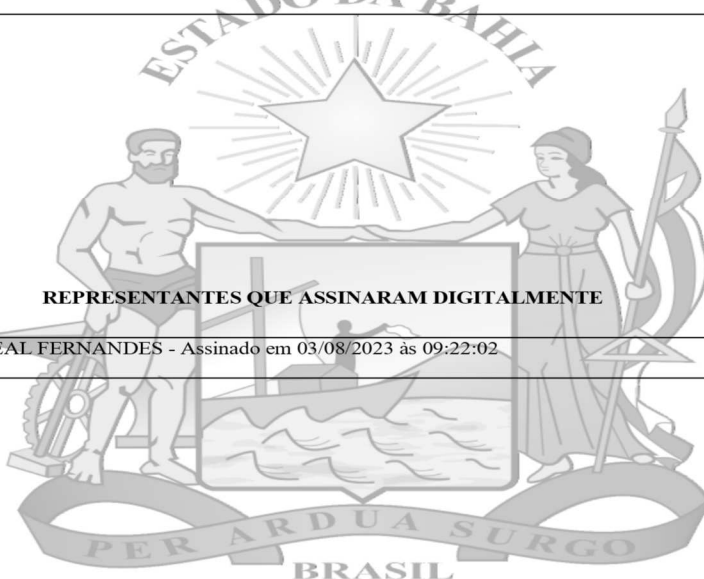 ESTADO DA BAHIA
REPRESENTANTES QUE ASSINARAM DIGITALMENTE
EAL FERNANDES - Assinado em 03/08/2023 às 09:22:02
PER ARDUA SURGO
BRASIL